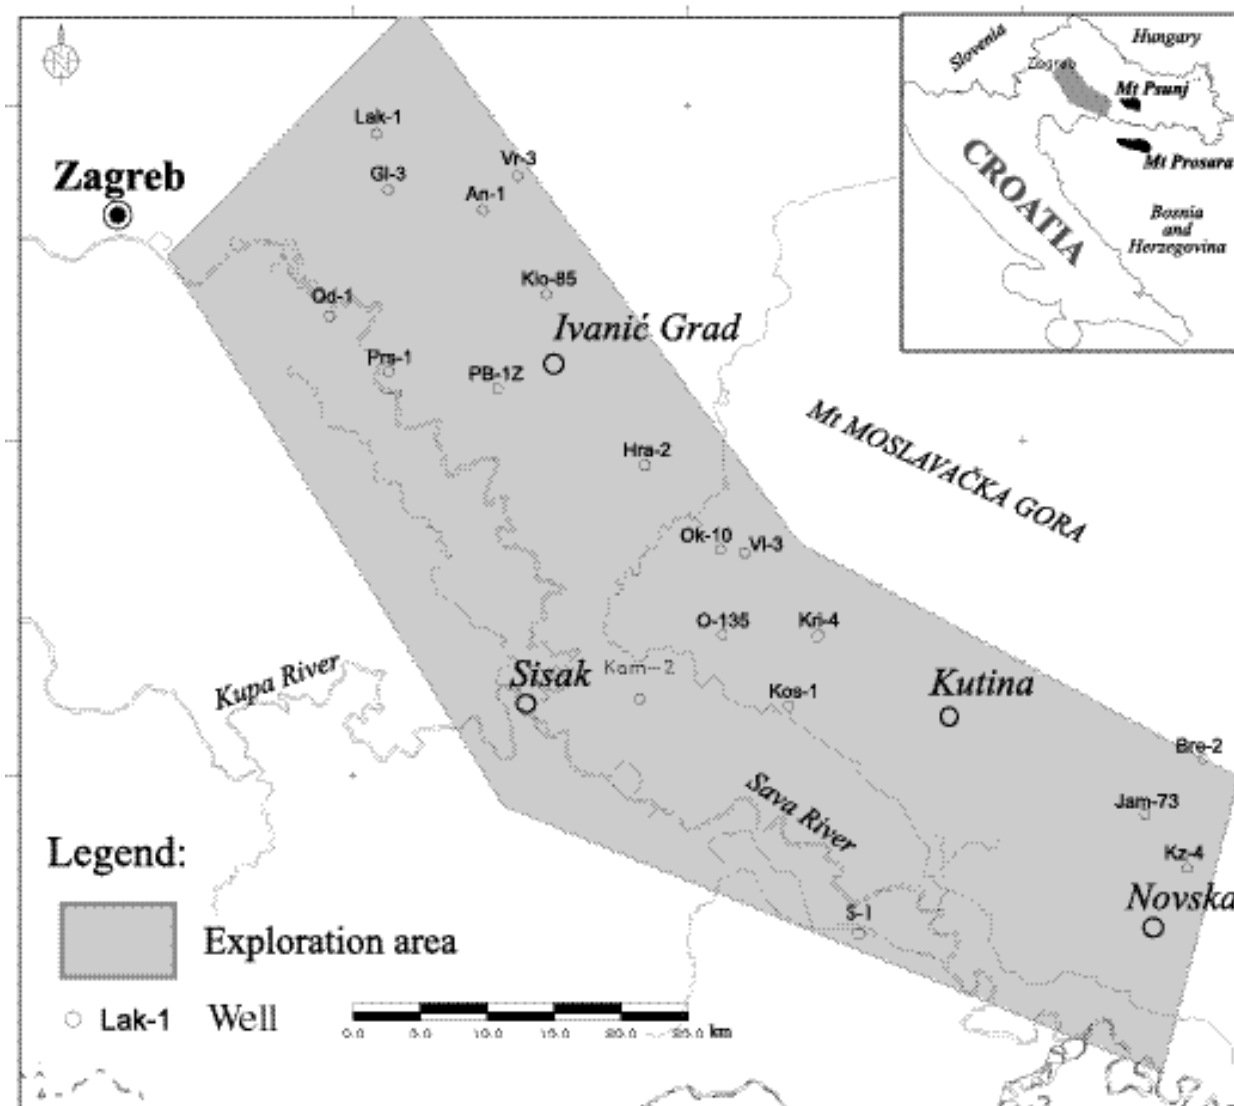 Slovenia
Hungary
Zagreb
Mt Psunj
Mt Prosara
CROATIA
Bosnia
and
Herzegovina
Lak-1
Vr-3
Zagreb
Gl-3
An-1
Klo-85
Od-1
Ivanić Grad
Prs-1
PB-1Z
Mt MOSLAVAČKA GORA
Hra-2
Ok-10
Vl-3
O-135
Kri-4
Kupa River
Sisak
Kam-2
Kos-1
Kutina
Bre-2
Sava River
Jam-73
Legend:
Kz-4
Novska
S-1
Exploration area
Lak-1 Well
0.0 5.0 10.0 15.0 20.0 25.0 km